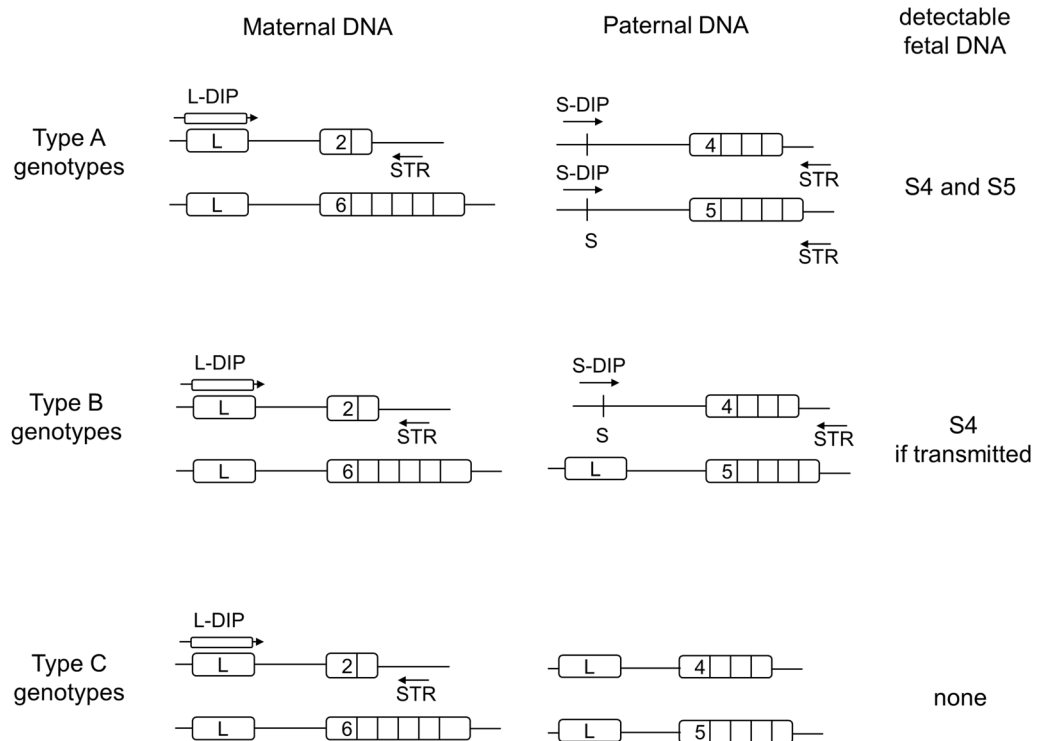 Maternal DNA
Paternal DNA
detectable
fetal DNA
Type A
genotypes
L-DIP
L
2
STR
L
6
S-DIP
4
STR
S-DIP
5
S
STR
S4 and S5
Type B
genotypes
L-DIP
L
2
STR
L
6
S-DIP
4
S
STR
L
5
S4
if transmitted
Type C
genotypes
L-DIP
L
2
STR
L
6
L
4
L
5
none